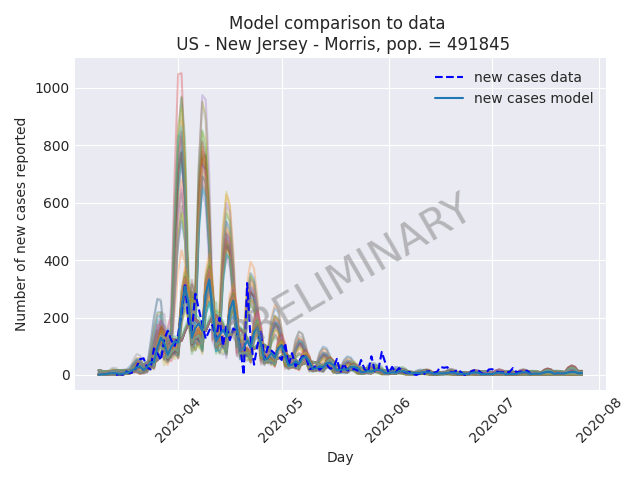 Model comparison to data
US - New Jersey - Morris, pop. = 491845
new cases data
new cases model
Number of new cases reported
1000
800
600
400
200
0
PRELIMINARY
2020-04
2020-05
2020-06
2020-07
2020-08
Day